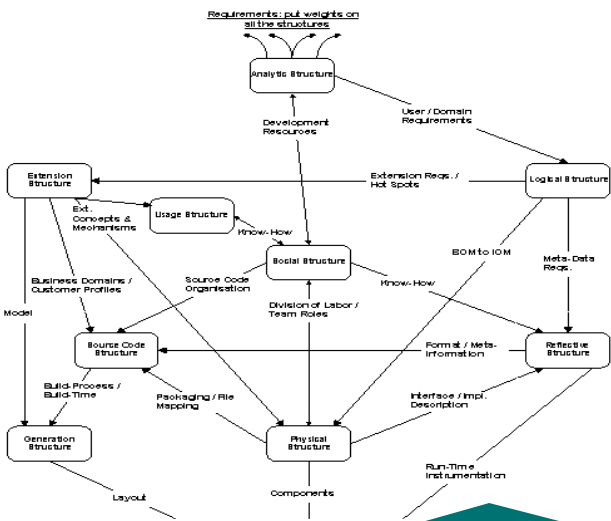 Requirements: put weights on
all the structures
Analytic Structure
User / Domain
Requirements
Development
Resources
Extension
Structure
Extension Reqs. /
Hot Spots
Logical Structure
Ext.
Concepts &
Mechanisms
Usage Structure
Know-How
Social Structure
EOM to IOM
Meta-Data
Reqs.
Business Domains /
Customer Profiles
Source Code
Organisation
Know-How
Division of Labor /
Team Roles
Model
Source Code
Structure
Format / Meta-
Information
Reflective
Structure
Build-Process /
Build-Time
Packaging / File
Mapping
Interface / Impl.
Description
Generation
Structure
Physical
Structure
Run-Time
Instrumentation
Layout
Components